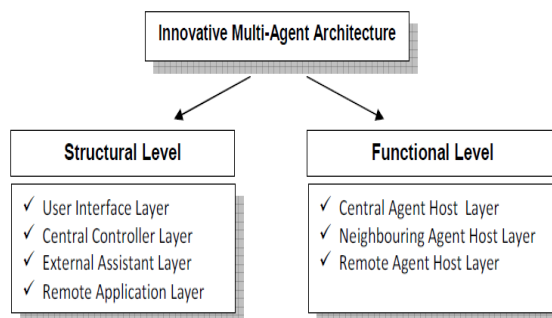 Innovative Multi-Agent Architecture
Structural Level
✓ User Interface Layer
✓ Central Controller Layer
✓ External Assistant Layer
✓ Remote Application Layer
Functional Level
✓ Central Agent Host Layer
✓ Neighbouring Agent Host Layer
✓ Remote Agent Host Layer